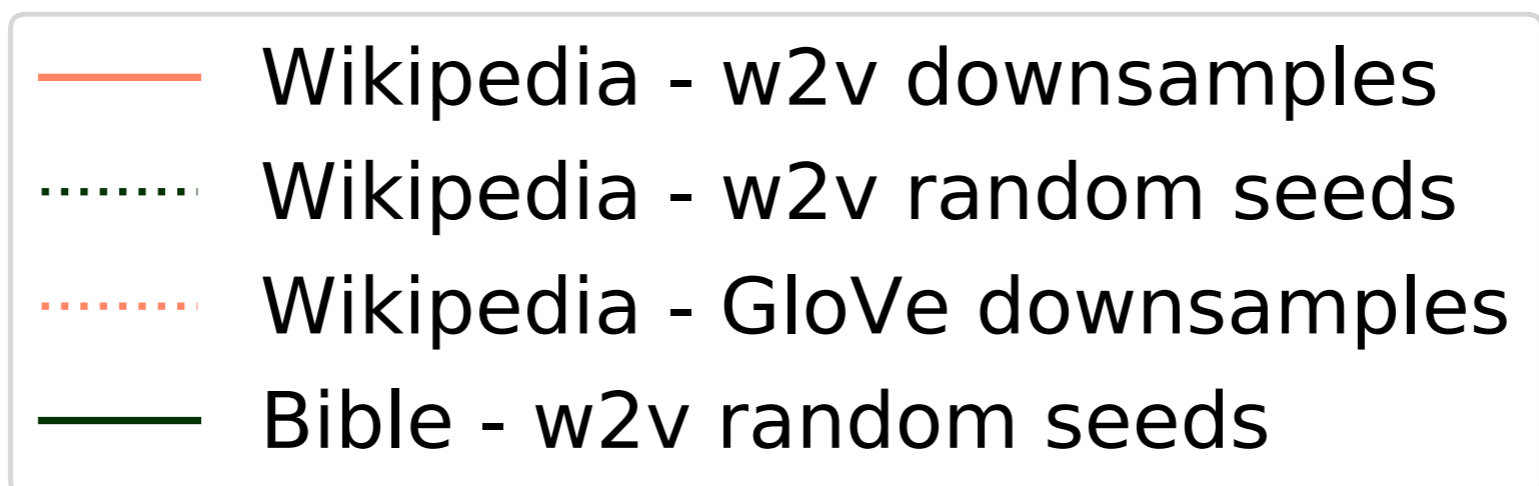 Wikipedia - w2v downsamples
Wikipedia - w2v random seeds
Wikipedia - GloVe downsamples
Bible - w2v random seeds